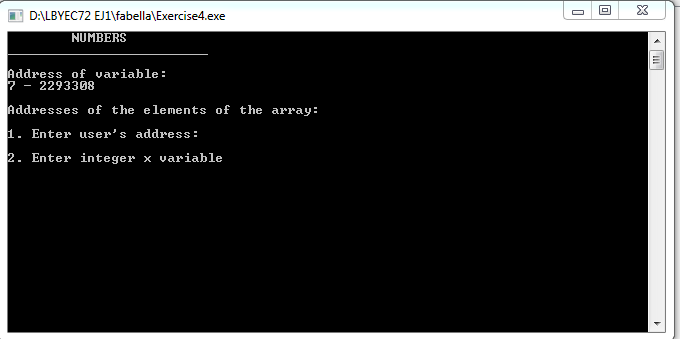 D:\LBYEC72 EJ1\fabella\Exercise4.exe
NUMBERS
Address of variable:
7 - 2293308
Addresses of the elements of the array:
1. Enter user's address:
2. Enter integer x variable